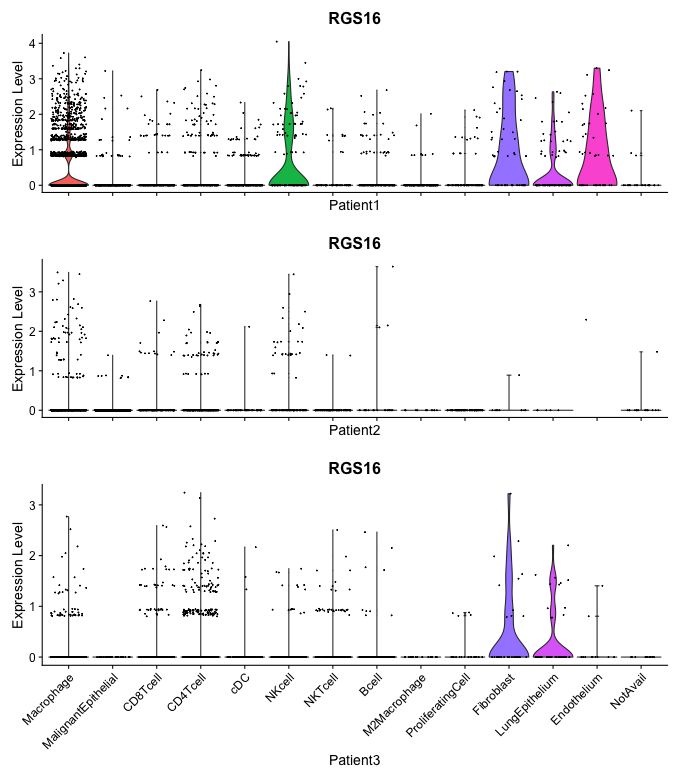 RGS16
Expression Level
4
3
2
1
0
Patient1
RGS16
Expression Level
3
2
1
0
Patient2
RGS16
Expression Level
3
2
1
0
Macrophage
MalignantEpithelial
CD8Tcell
CD4Tcell
cDC
NKcell
NKTcell
Bcell
M2Macrophage
ProliferatingCell
Fibroblast
LungEpithelium
Endothelium
NotAvail
Patient3